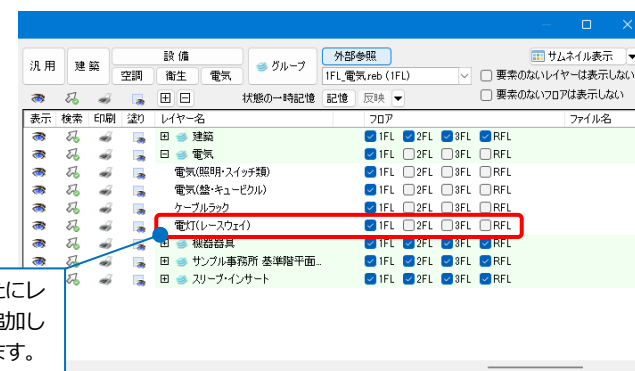 設備
外部参照
サムネイル表示
汎用 建築 空調 衛生 電気 グループ 1FL_電気.reb (1FL) 要素のないレイヤーは表示しない
状態の一時記憶 記憶 反映 要素のないフロアは表示しない
表示 検索 印刷 塗り レイヤー名 フロア ファイル名
建築 1FL 2FL 3FL RFL
電気 1FL 2FL 3FL RFL
電気(照明・スイッチ類) 1FL 2FL 3FL RFL
電気(盤・キュービクル) 1FL 2FL 3FL RFL
ケーブルラック 1FL 2FL 3FL RFL
電灯(レースウェイ) 1FL 2FL 3FL RFL
機器器具 1FL 2FL 3FL RFL
サンプル事務所 基準階平面... 1FL 2FL 3FL RFL
スリーブ・インサート 1FL 2FL 3FL RFL
にレ
追加し
ます。